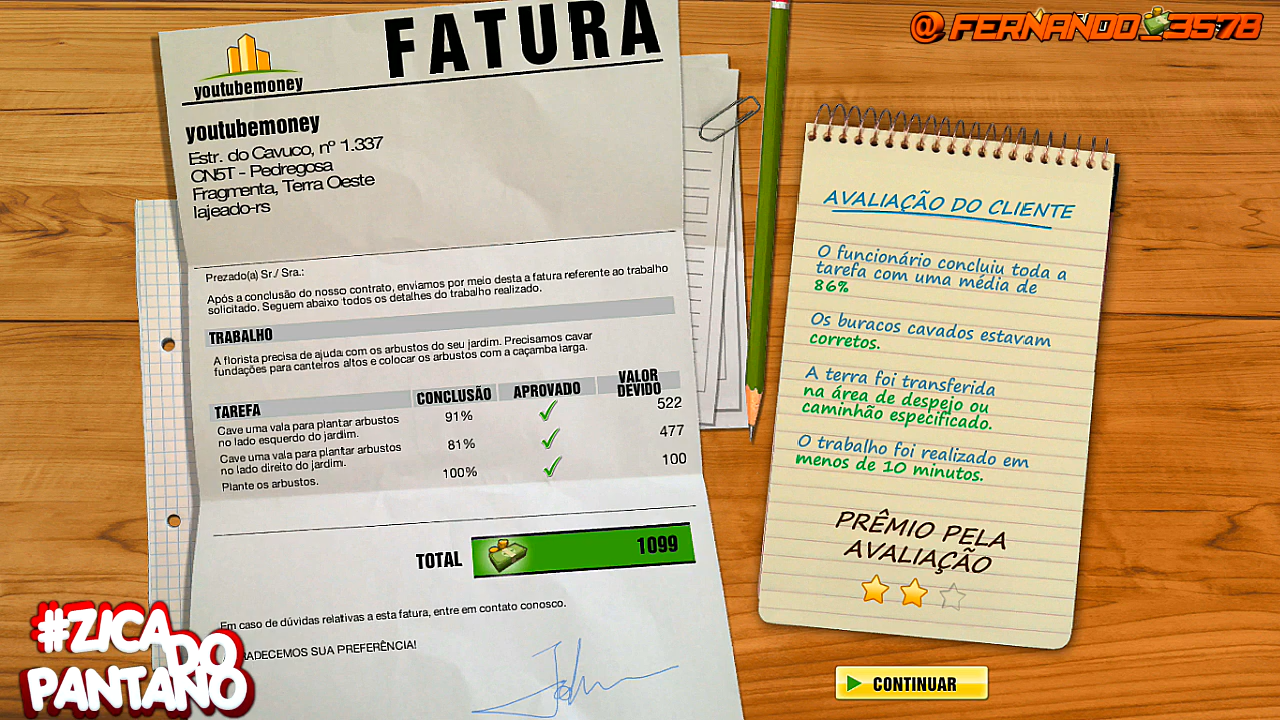 FATURA
@FERNANDO_3578
youtubemoney
youtubemoney
Estr. do Cavuco, nº 1.337
CN5T - Pedregosa
Fragmenta, Terra Oeste
lajeado-rs
Prezado(a) Sr./ Sra.:
Após a conclusão do nosso contrato, enviamos por meio desta a fatura referente ao trabalho
solicitado. Seguem abaixo todos os detalhes do trabalho realizado.
TRABALHO
A florista precisa de ajuda com os arbustos do seu jardim. Precisamos cavar
fundações para canteiros altos e colocar os arbustos com a caçamba larga.
TAREFA CONCLUSÃO APROVADO VALOR
DEVIDO
Cave uma vala para plantar arbustos 91% 522
no lado esquerdo do jardim.
Cave uma vala para plantar arbustos 81% 477
no lado direito do jardim.
Plante os arbustos. 100% 100
TOTAL 1099
Em caso de dúvidas relativas a esta fatura, entre em contato conosco.
RADECEMOS SUA PREFERÊNCIA!
#ZICA
DO
PANTANO
AVALIAÇÃO DO CLIENTE
O funcionário concluiu toda a
tarefa com uma média de
86%
Os buracos cavados estavam
corretos.
A terra foi transferida
na área de despejo ou
caminhão especificado.
O trabalho foi realizado em
menos de 10 minutos.
PRÊMIO PELA
AVALIAÇÃO
CONTINUAR